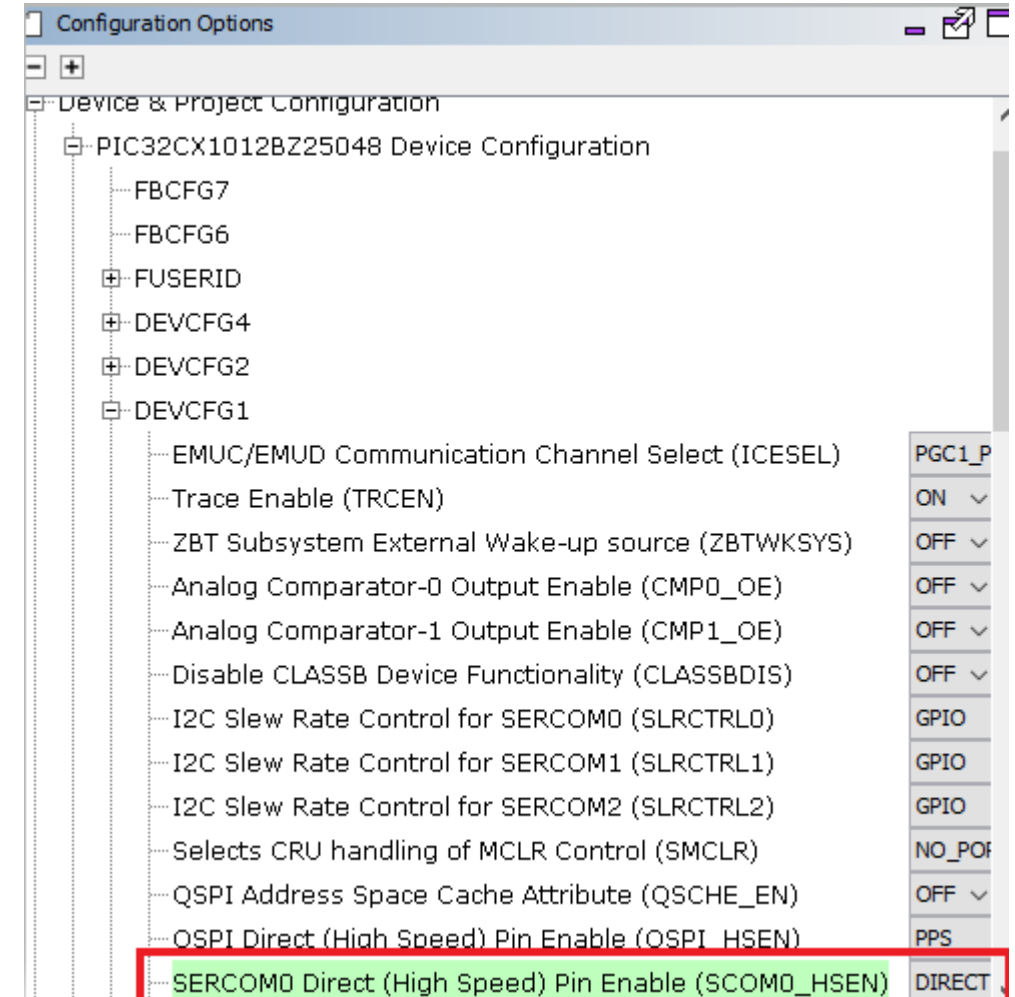 Configuration Options
Device & Project Configuration
PIC32CX1012BZ25048 Device Configuration
FBCFG7
FBCFG6
FUSERID
DEVCFG4
DEVCFG2
DEVCFG1
EMUC/EMUD Communication Channel Select (ICESEL) PGC1_P
Trace Enable (TRCEN) ON
ZBT Subsystem External Wake-up source (ZBTWKSYS) OFF
Analog Comparator-0 Output Enable (CMP0_OE) OFF
Analog Comparator-1 Output Enable (CMP1_OE) OFF
Disable CLASSB Device Functionality (CLASSBDIS) OFF
I2C Slew Rate Control for SERCOM0 (SLRCTRL0) GPIO
I2C Slew Rate Control for SERCOM1 (SLRCTRL1) GPIO
I2C Slew Rate Control for SERCOM2 (SLRCTRL2) GPIO
Selects CRU handling of MCLR Control (SMCLR) NO_POR
QSPI Address Space Cache Attribute (QSCHE_EN) OFF
QSPI Direct (High Speed) Pin Enable (QSPI_HSEN) PPS
SERCOM0 Direct (High Speed) Pin Enable (SCOM0_HSEN) DIRECT